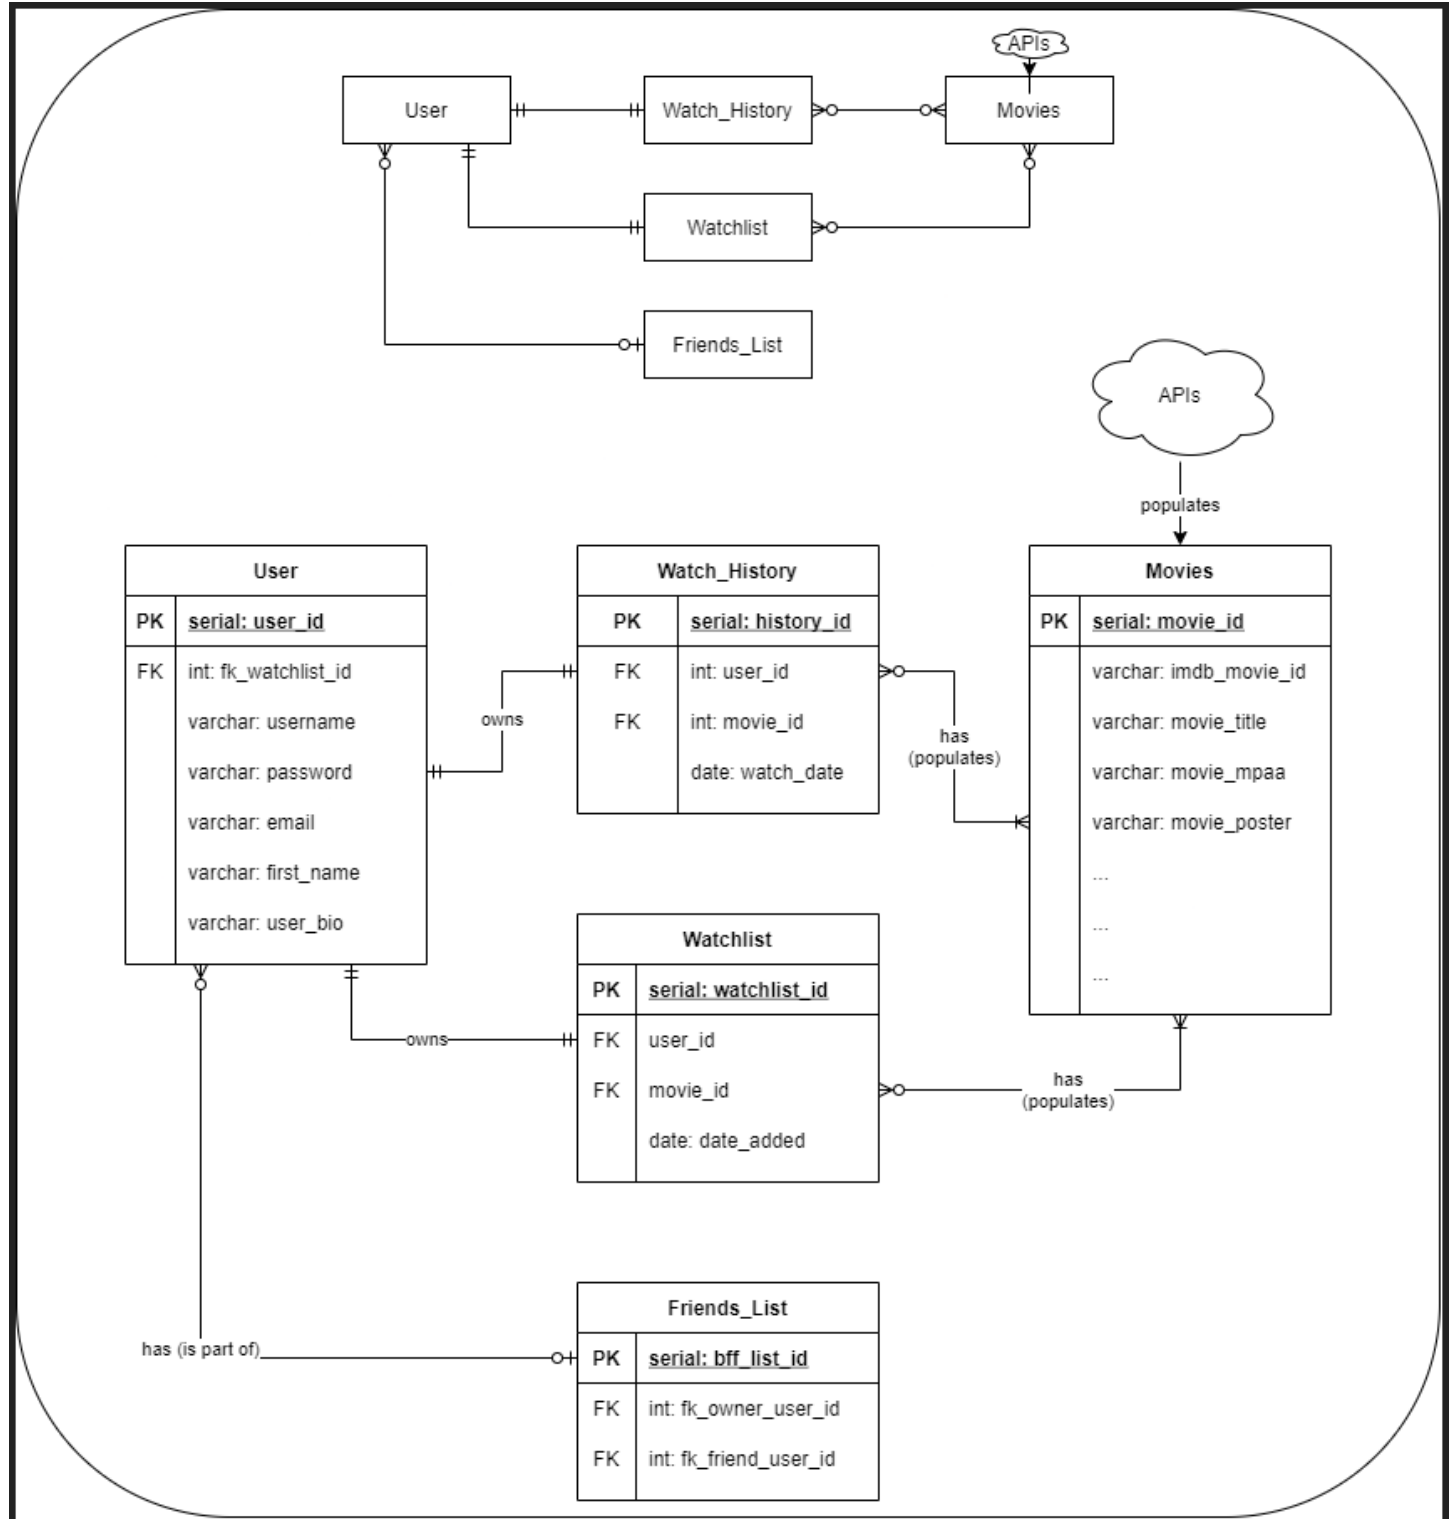 APIs
User
Watch_History
Movies
Watchlist
Friends_List
APIs
populates
User
PK serial: user_id
FK int: fk_watchlist_id
varchar: username
varchar: password
varchar: email
varchar: first_name
varchar: user_bio
owns
Watch_History
PK serial: history_id
FK int: user_id
FK int: movie_id
date: watch_date
has
(populates)
Movies
PK serial: movie_id
varchar: imdb_movie_id
varchar: movie_title
varchar: movie_mpaa
varchar: movie_poster
...
...
...
owns
Watchlist
PK serial: watchlist_id
FK user_id
FK movie_id
date: date_added
has
(populates)
has (is part of)
Friends_List
PK serial: bff_list_id
FK int: fk_owner_user_id
FK int: fk_friend_user_id